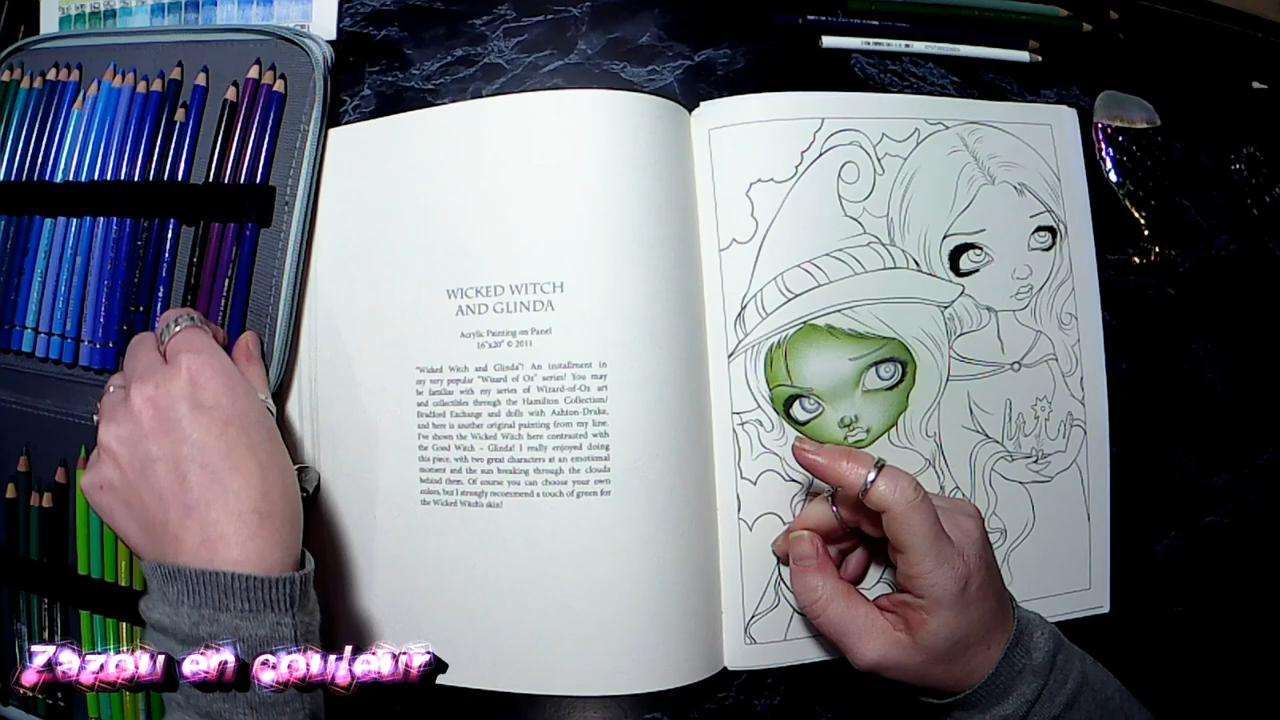 WICKED WITCH
AND GLINDA
Acrylic Painting on Panel
16"x20" © 2011
"Wicked Witch and Glinda"! An installment in
my very popular "Wizard of Oz" series! You may
be familiar with my series of Wizard-of-Oz art
and collectibles through the Hamilton Collection/
Bradford Exchange and dolls with Ashton-Drake,
and here is another original painting from my line.
I've shown the Wicked Witch here contrasted with
the Good Witch – Glinda! I really enjoyed doing
this piece, with two great characters at an emotional
moment and the sun breaking through the clouds
behind them. Of course you can choose your own
colors, but I strongly recommend a touch of green for
the Wicked Witch's skin!
Zazou en couleur